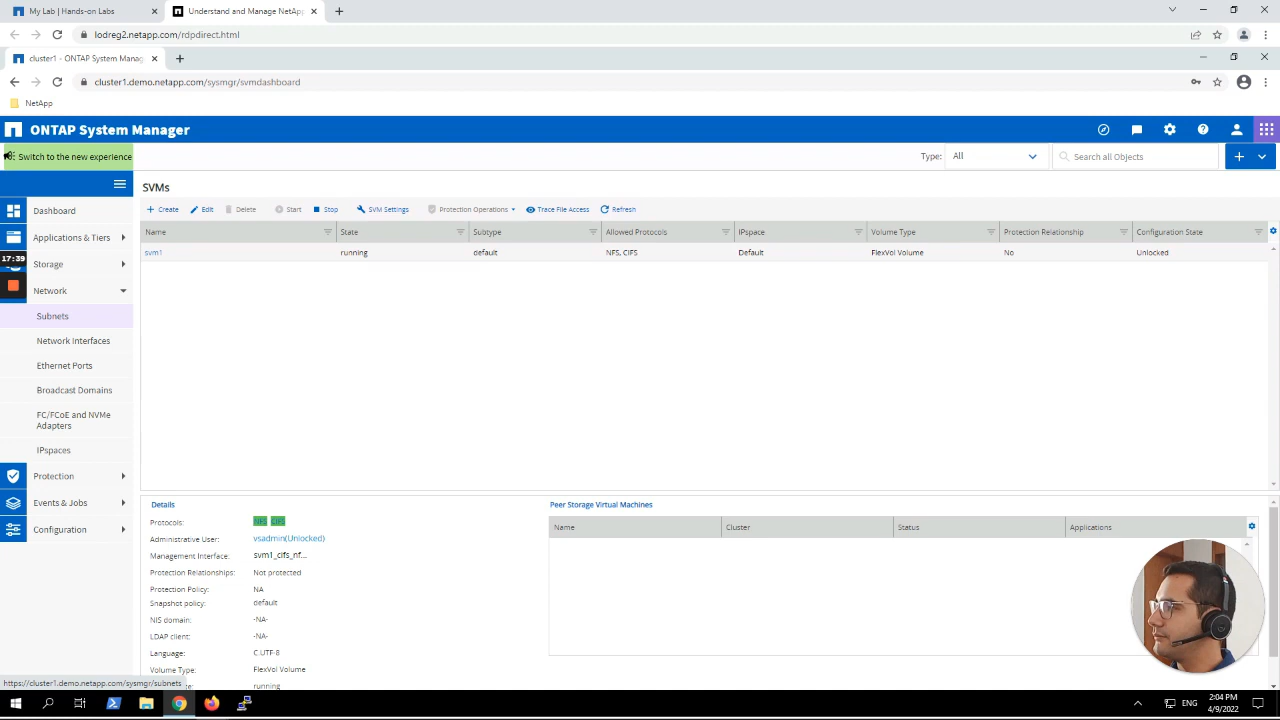 My Lab | Hands-on Labs
Understand and Manage NetApp
lodreg2.netapp.com/rdpdirect.html
cluster1 - ONTAP System Manag
cluster1.demo.netapp.com/sysmgr/svmdashboard
NetApp
ONTAP System Manager
Switch to the new experience
Type: All
Search all Objects
Dashboard
Applications & Tiers
17:39
Storage
Network
Subnets
Network Interfaces
Ethernet Ports
Broadcast Domains
FC/FCoE and NVMe
Adapters
IPspaces
Protection
Events & Jobs
Configuration
SVMs
Create Edit Delete Start Stop SVM Settings Protection Operations Trace File Access Refresh
Name State Subtype Allowed Protocols IPspace Volume Type Protection Relationship Configuration State
svm1 running default NFS, CIFS Default FlexVol Volume No Unlocked
Details
Protocols: NFS CIFS
Administrative User: vsadmin(Unlocked)
Management Interface: svm1_cifs_nf...
Protection Relationships: Not protected
Protection Policy: NA
Snapshot policy: default
NIS domain: -NA-
LDAP client: -NA-
Language: C.UTF-8
Volume Type: FlexVol Volume
running
Peer Storage Virtual Machines
Name Cluster Status Applications
https://cluster1.demo.netapp.com/sysmgr/subnets
ENG
2:04 PM
4/9/2022